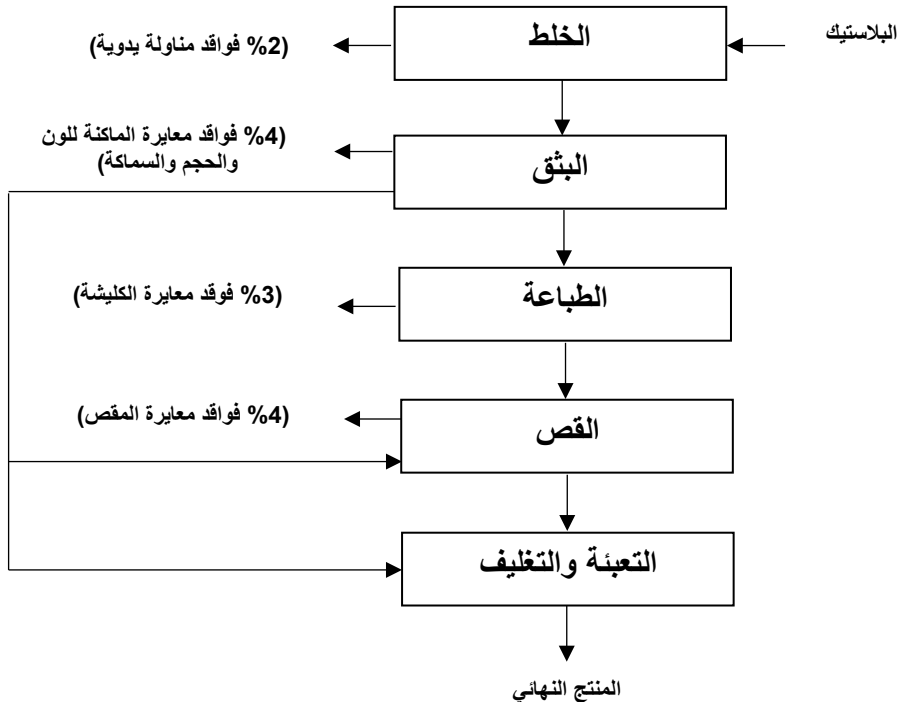 البلاستيك
الخلط
(2% فواقد مناولة يدوية)
البثق
(4% فواقد معايرة الماكنة للون
والحجم والسماكة)
الطباعة
(3% فوقد معايرة الكليشة)
القص
(4% فواقد معايرة المقص)
التعبئة والتغليف
المنتج النهائي